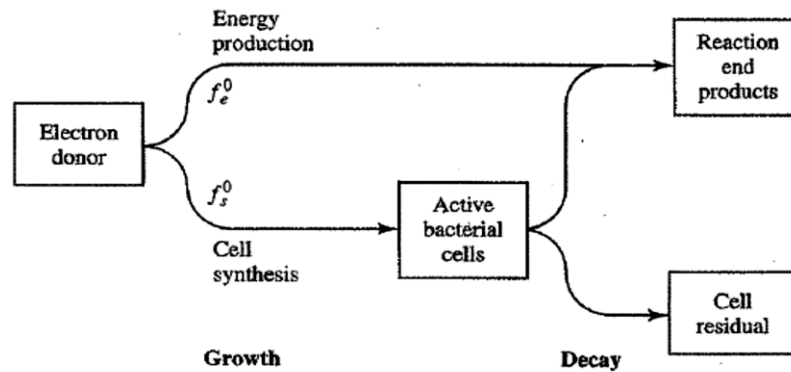 Energy
production
f_e^0
Electron
donor
f_s^0
Cell
synthesis
Active
bacterial
cells
Reaction
end
products
Cell
residual
Growth
Decay